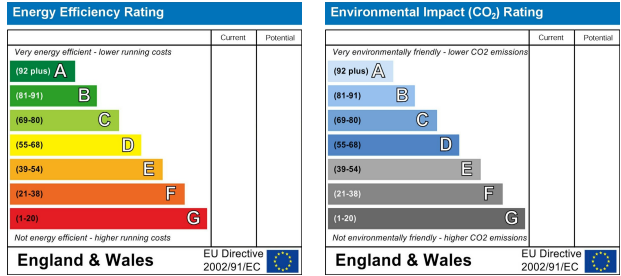 Energy Efficiency Rating
Current Potential
Very energy efficient - lower running costs
(92 plus) A
(81-91) B
(69-80) C
(55-68) D
(39-54) E
(21-38) F
(1-20) G
Not energy efficient - higher running costs
England & Wales
EU Directive
2002/91/EC
Environmental Impact (CO₂) Rating
Current Potential
Very environmentally friendly - lower CO2 emissions
(92 plus) A
(81-91) B
(69-80) C
(55-68) D
(39-54) E
(21-38) F
(1-20) G
Not environmentally friendly - higher CO2 emissions
England & Wales
EU Directive
2002/91/EC